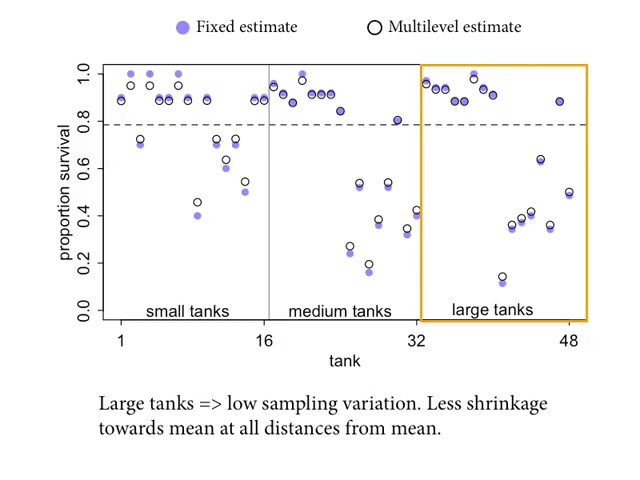 Fixed estimate
Multilevel estimate
proportion survival
1.0
0.8
0.6
0.4
0.2
0.0
small tanks
medium tanks
large tanks
1
16
32
48
tank
Large tanks => low sampling variation. Less shrinkage
towards mean at all distances from mean.